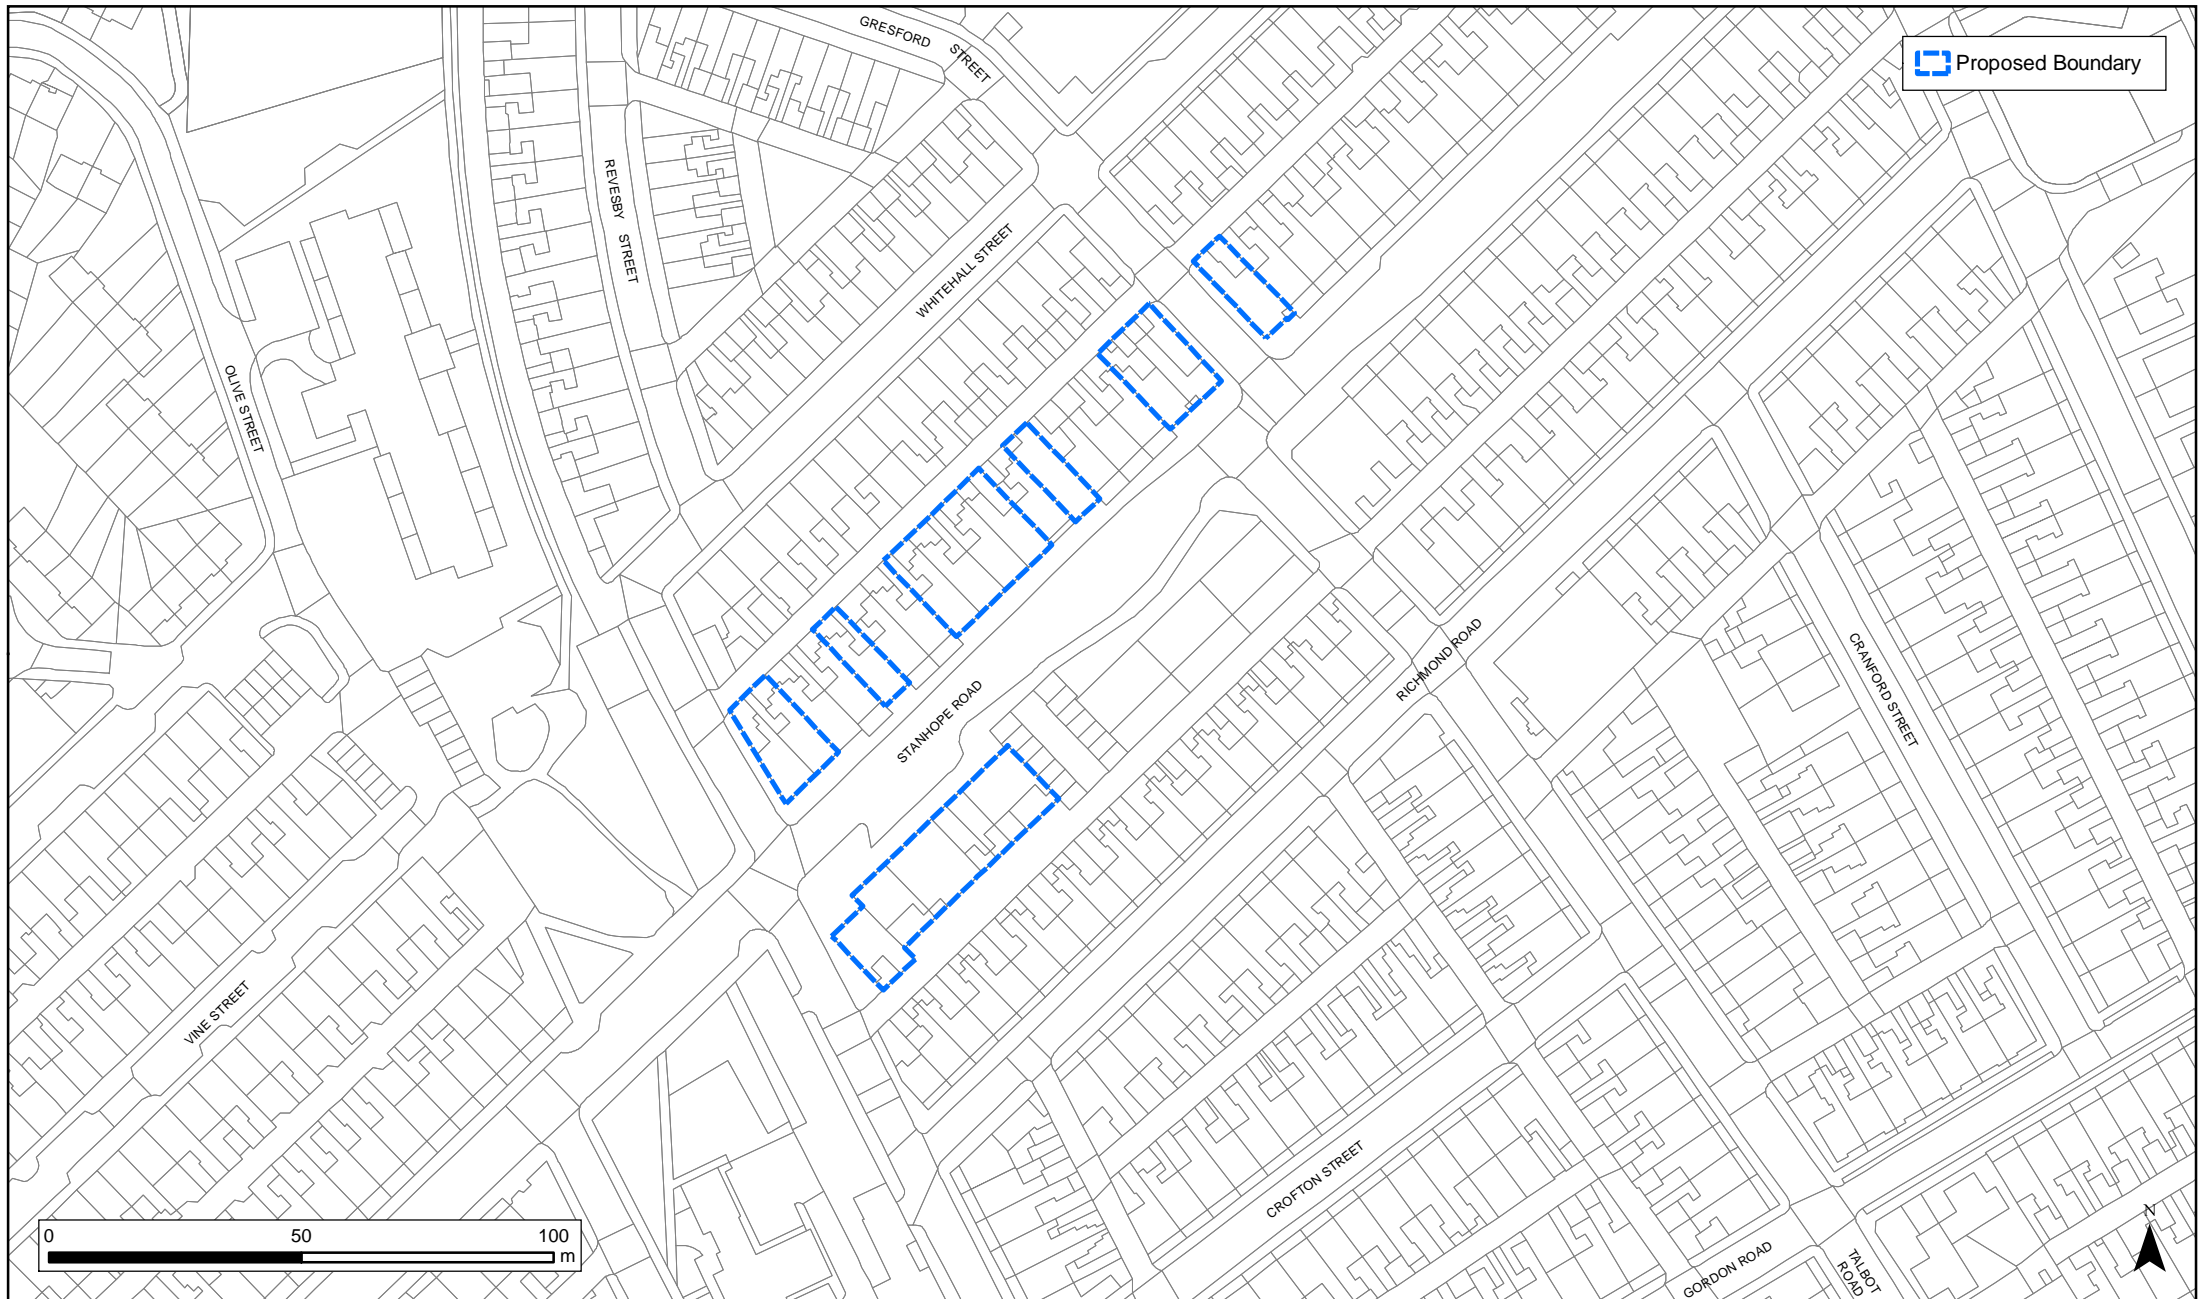 GRESFORD STREET
Proposed Boundary
REVESBY STREET
WHITEHALL STREET
OLIVE STREET
STANHOPE ROAD
RICHMOND ROAD
CRANFORD STREET
VINE STREET
CROFTON STREET
GORDON ROAD
TALBOT
ROAD
N
0 50 100
m